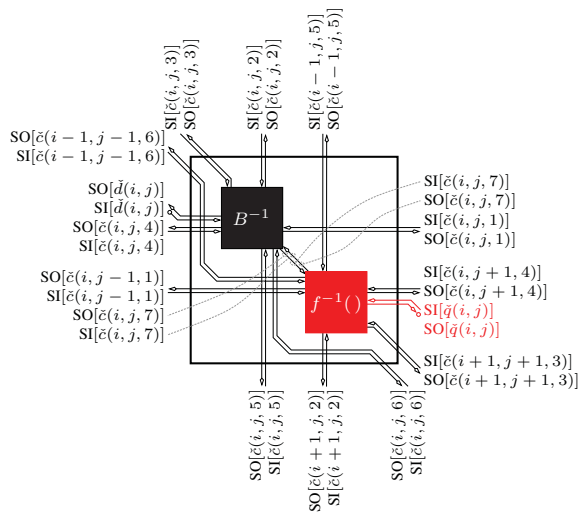 SI[č(i, j, 3)]
SO[č(i, j, 3)]
SI[č(i, j, 2)]
SO[č(i, j, 2)]
SI[č(i − 1, j, 5)]
SO[č(i − 1, j, 5)]
SO[č(i − 1, j − 1, 6)]
SI[č(i − 1, j − 1, 6)]
SO[ď(i, j)]
SI[ď(i, j)]
SO[č(i, j, 4)]
SI[č(i, j, 4)]
B⁻¹
SI[č(i, j, 7)]
SO[č(i, j, 7)]
SI[č(i, j, 1)]
SO[č(i, j, 1)]
SO[č(i, j − 1, 1)]
SI[č(i, j − 1, 1)]
SO[č(i, j, 7)]
SI[č(i, j, 7)]
f⁻¹()
SI[č(i, j + 1, 4)]
SO[č(i, j + 1, 4)]
SI[q̌(i, j)]
SO[q̌(i, j)]
SI[č(i + 1, j + 1, 3)]
SO[č(i + 1, j + 1, 3)]
SO[č(i, j, 5)]
SI[č(i, j, 5)]
SO[č(i + 1, j, 2)]
SI[č(i + 1, j, 2)]
SO[č(i, j, 6)]
SI[č(i, j, 6)]